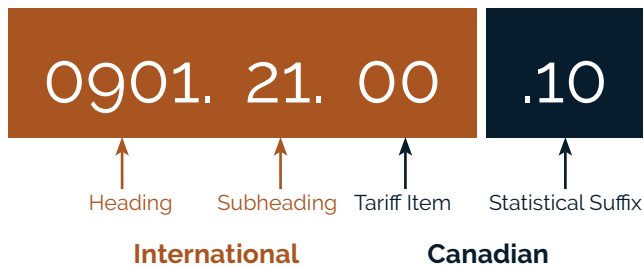 0901. 21. 00 .10
Heading Subheading Tariff Item Statistical Suffix
International Canadian